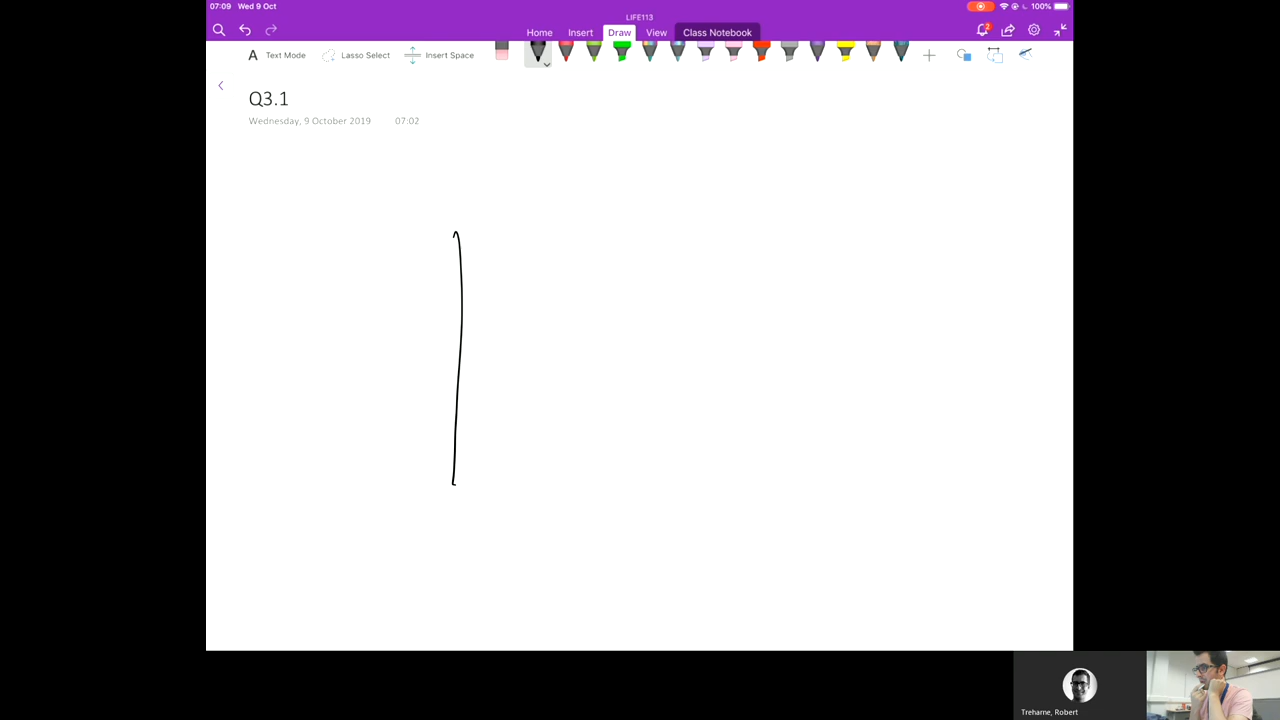 07:09 Wed 9 Oct
100%
LIFE113
Home Insert Draw View Class Notebook
2
A Text Mode Lasso Select Insert Space
Q3.1
Wednesday, 9 October 2019 07:02
Treharne, Robert